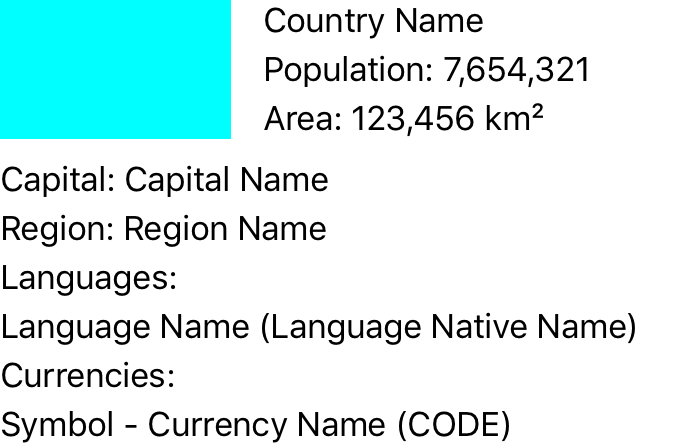 Country Name
Population: 7,654,321
Area: 123,456 km²
Capital: Capital Name
Region: Region Name
Languages:
Language Name (Language Native Name)
Currencies:
Symbol - Currency Name (CODE)